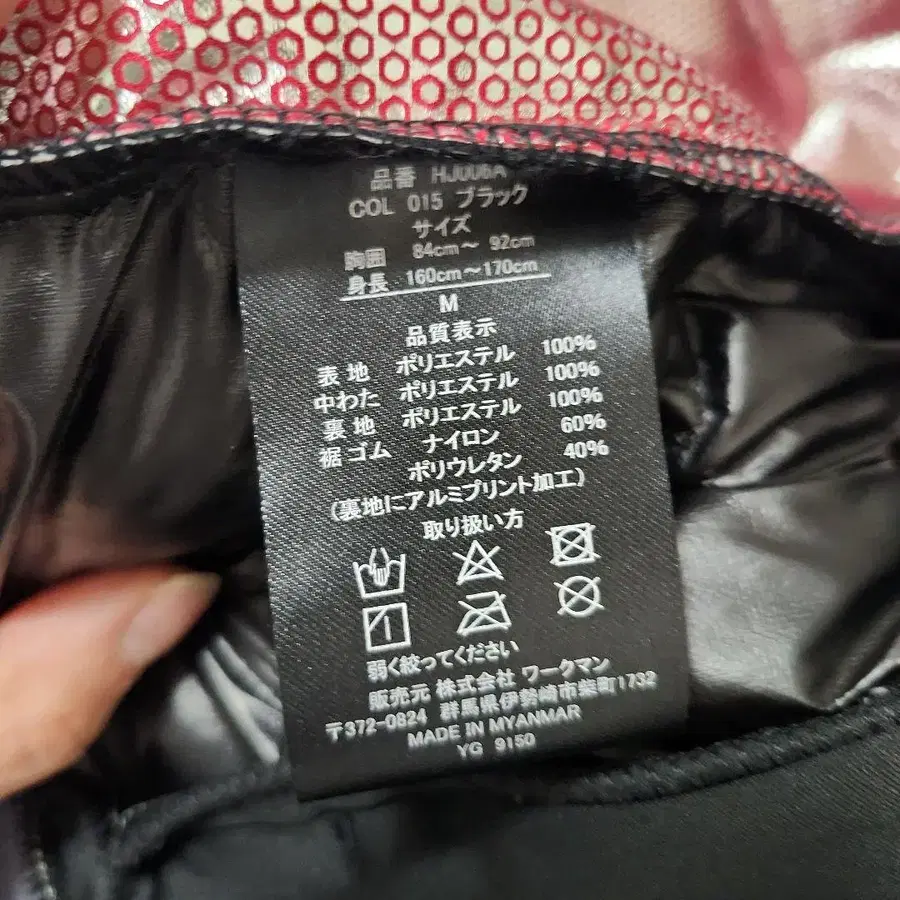 品番 HJ006A
COL 015 ブラック
サイズ
胸囲 84cm～ 92cm
身長 160cm～170cm
M
品質表示
表地 ポリエステル 100%
中わた ポリエステル 100%
裏地 ポリエステル 100%
裾ゴム ナイロン 60%
ポリウレタン 40%
(裏地にアルミプリント加工)
取り扱い方
弱く絞ってください
販売元 株式会社 ワークマン
〒372-0824 群馬県伊勢崎市柴町1732
MADE IN MYANMAR
YG 9150